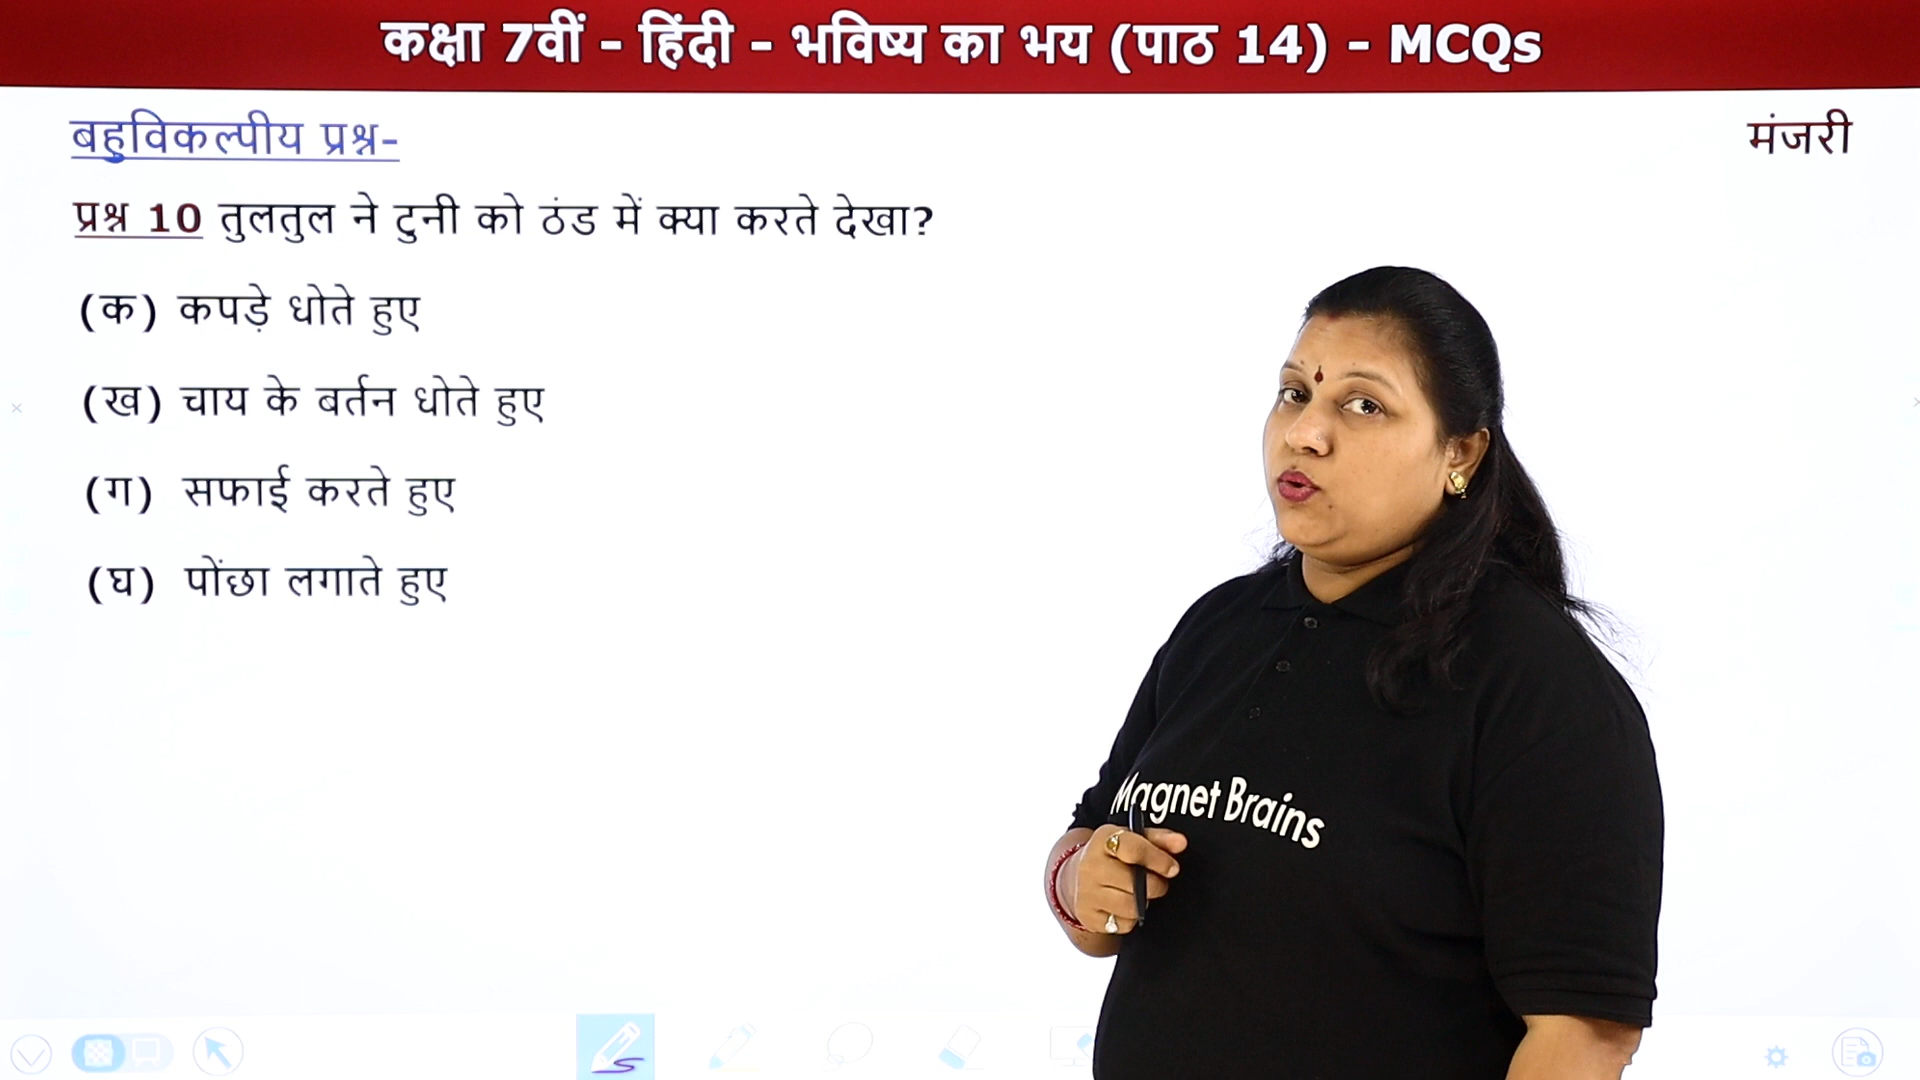 कक्षा 7वीं - हिंदी - भविष्य का भय (पाठ 14) - MCQs
बहुविकल्पीय प्रश्न-
मंजरी
प्रश्न 10 तुलतुल ने टुनी को ठंड में क्या करते देखा?
(क) कपड़े धोते हुए
(ख) चाय के बर्तन धोते हुए
(ग) सफाई करते हुए
(घ) पोंछा लगाते हुए
Magnet Brains